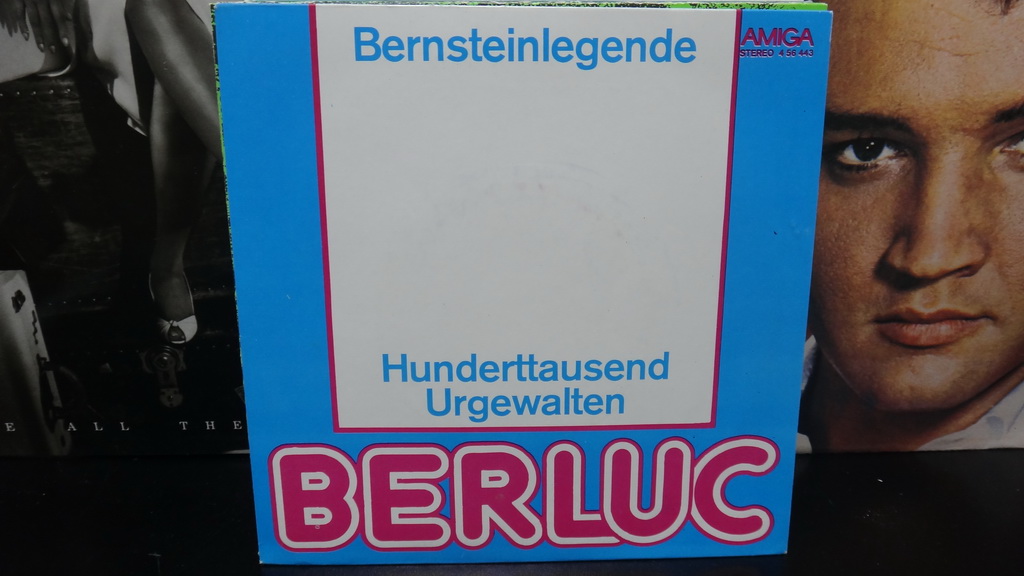 Bernsteinlegende
AMIGA
STEREO 4 56 443
Hunderttausend
Urgewalten
BERLUC
E ALL THE